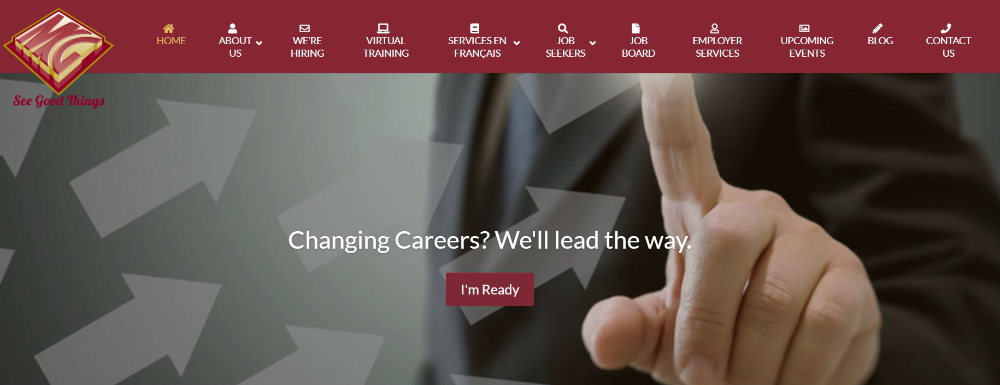 MG
See Good Things
HOME
ABOUT
US
WE’RE
HIRING
VIRTUAL
TRAINING
SERVICES EN
FRANÇAIS
JOB
SEEKERS
JOB
BOARD
EMPLOYER
SERVICES
UPCOMING
EVENTS
BLOG
CONTACT
US
Changing Careers? We'll lead the way.
I'm Ready